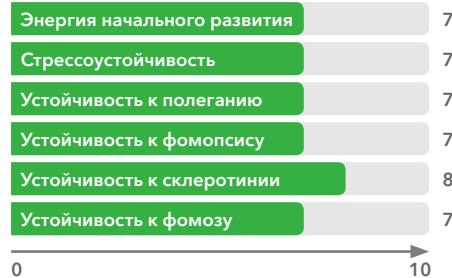 Энергия начального развития 7
Стрессоустойчивость 7
Устойчивость к полеганию 7
Устойчивость к фомопсису 7
Устойчивость к склеротинии 8
Устойчивость к фомозу 7
0 10